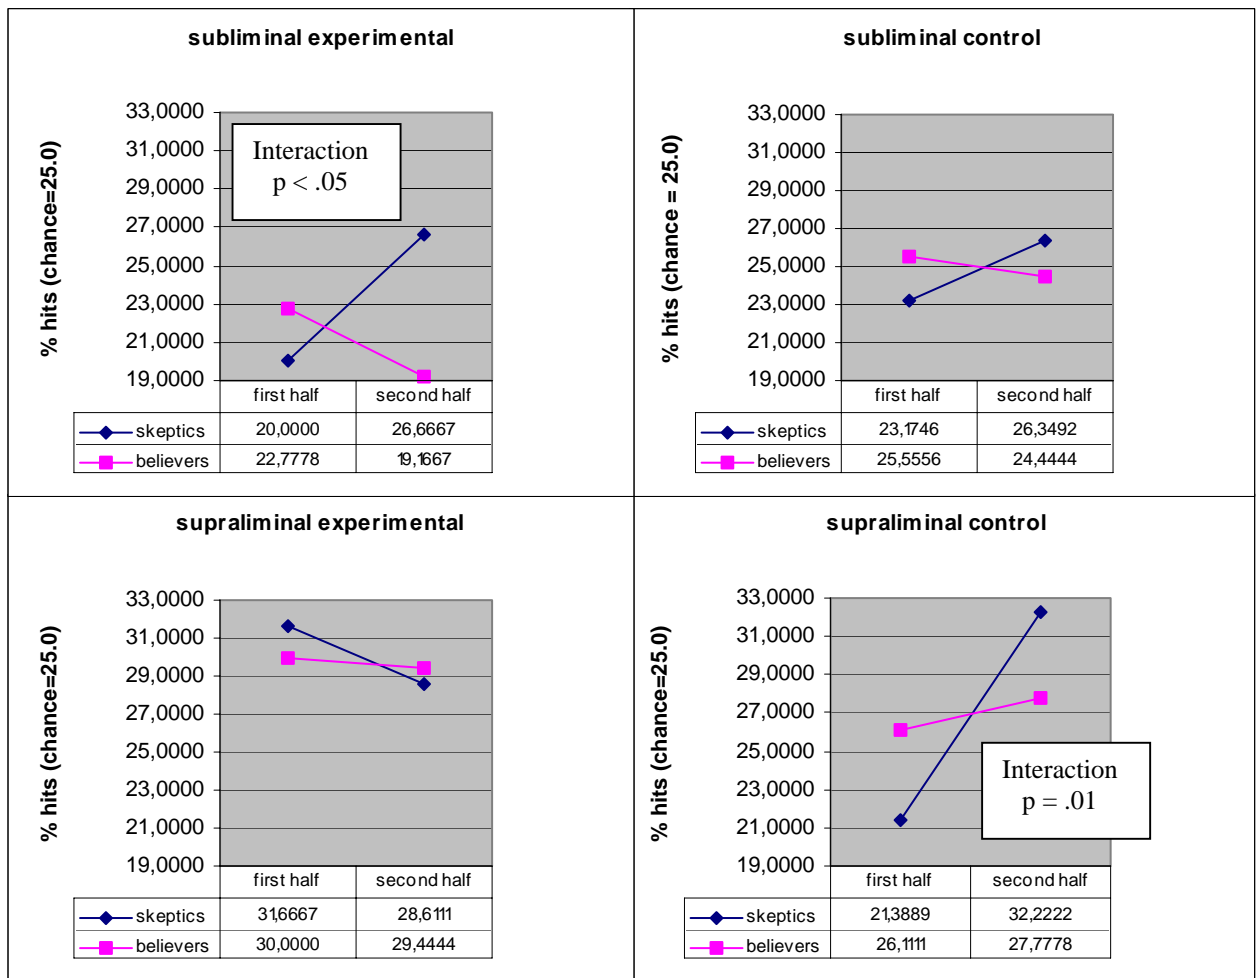 subliminal experimental
% hits (chance=25.0)
33,0000
31,0000
29,0000
27,0000
25,0000
23,0000
21,0000
19,0000
Interaction
p < .05
first half second half
skeptics 20,0000 26,6667
believers 22,7778 19,1667
subliminal control
% hits (chance = 25.0)
33,0000
31,0000
29,0000
27,0000
25,0000
23,0000
21,0000
19,0000
first half second half
skeptics 23,1746 26,3492
believers 25,5556 24,4444
supraliminal experimental
% hits (chance=25.0)
33,0000
31,0000
29,0000
27,0000
25,0000
23,0000
21,0000
19,0000
first half second half
skeptics 31,6667 28,6111
believers 30,0000 29,4444
supraliminal control
% hits (chance=25.0)
33,0000
31,0000
29,0000
27,0000
25,0000
23,0000
21,0000
19,0000
Interaction
p = .01
first half second half
skeptics 21,3889 32,2222
believers 26,1111 27,7778